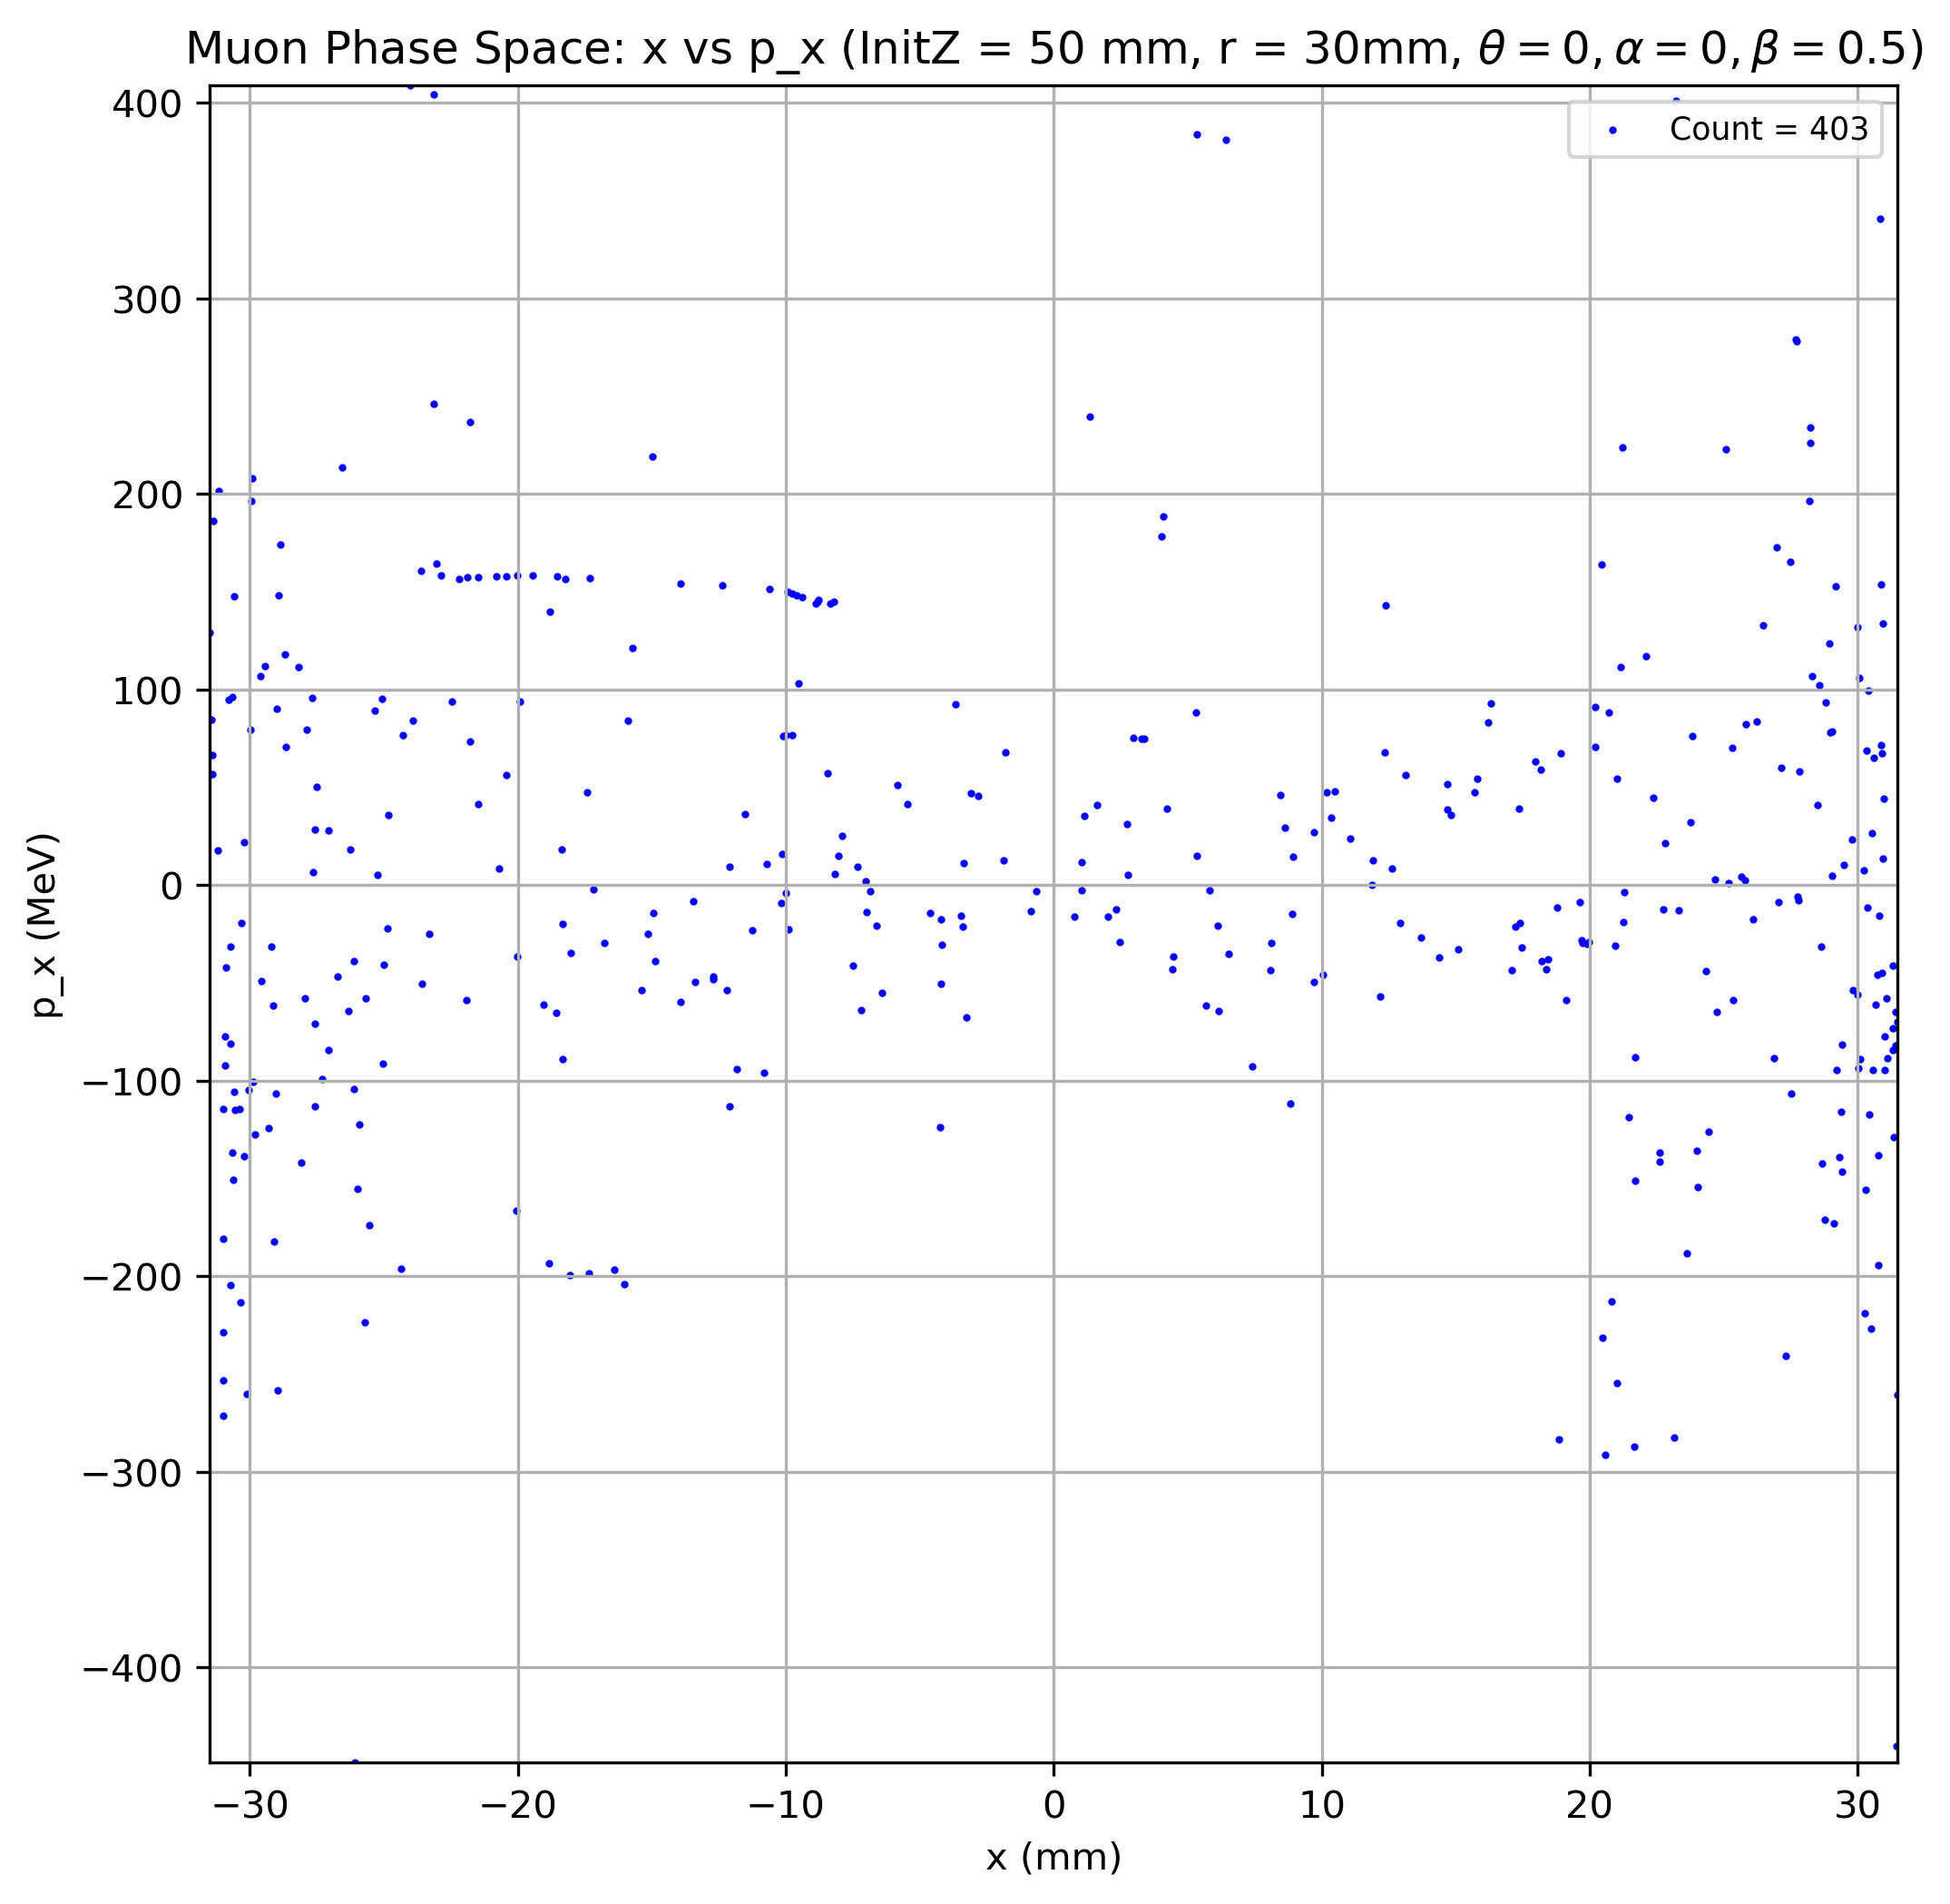 Muon Phase Space: x vs p_x (InitZ = 50 mm, r = 30mm, θ = 0, α = 0, β = 0.5)
Count = 403
400
300
200
100
0
−100
−200
−300
−400
p_x (MeV)
−30 −20 −10 0 10 20 30
x (mm)